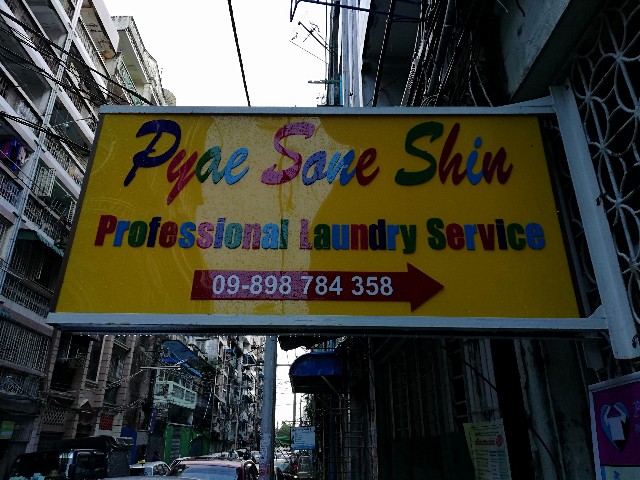 Pyae Sone Shin
Professional Laundry Service
09-898 784 358